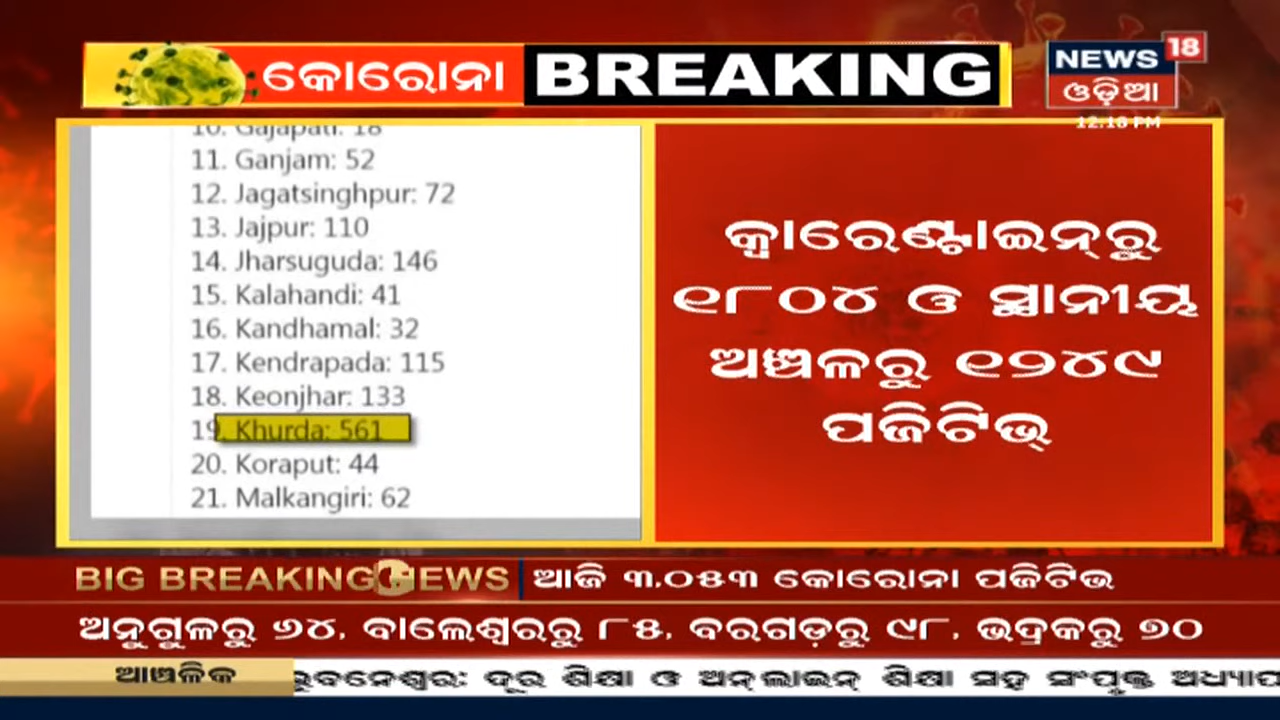 କୋରୋନା BREAKING
NEWS 18
ଓଡ଼ିଆ
12:18 PM
10. Gajapati: 18
11. Ganjam: 52
12. Jagatsinghpur: 72
13. Jajpur: 110
14. Jharsuguda: 146
15. Kalahandi: 41
16. Kandhamal: 32
17. Kendrapada: 115
18. Keonjhar: 133
19. Khurda: 561
20. Koraput: 44
21. Malkangiri: 62
କ୍ୱାରେଣ୍ଟାଇନ୍‌ରୁ
୧୮୦୪ ଓ ସ୍ଥାନୀୟ
ଅଞ୍ଚଳରୁ ୧୨୪୯
ପଜିଟିଭ୍
BIG BREAKING NEWS ଆଜି ୩,୦୫୩ କୋରୋନା ପଜିଟିଭ
ଅନୁଗୁଳରୁ ୬୪, ବାଲେଶ୍ୱରରୁ ୮୫, ବରଗଡ଼ରୁ ୯୮, ଭଦ୍ରକରୁ ୭୦
ଆଞ୍ଚଳିକ ଭୁବନେଶ୍ୱର: ଦୂର ଶିକ୍ଷା ଓ ଅନ୍‌ଲାଇନ୍ ଶିକ୍ଷା ସହ ସଂପୃକ୍ତ